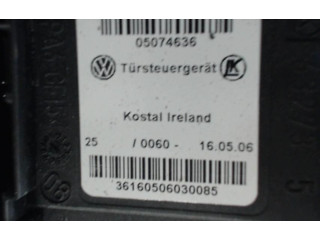 05074636
Türsteuergerät
Kostal Ireland
25 / 0060 - 16.05.06
36160506030085